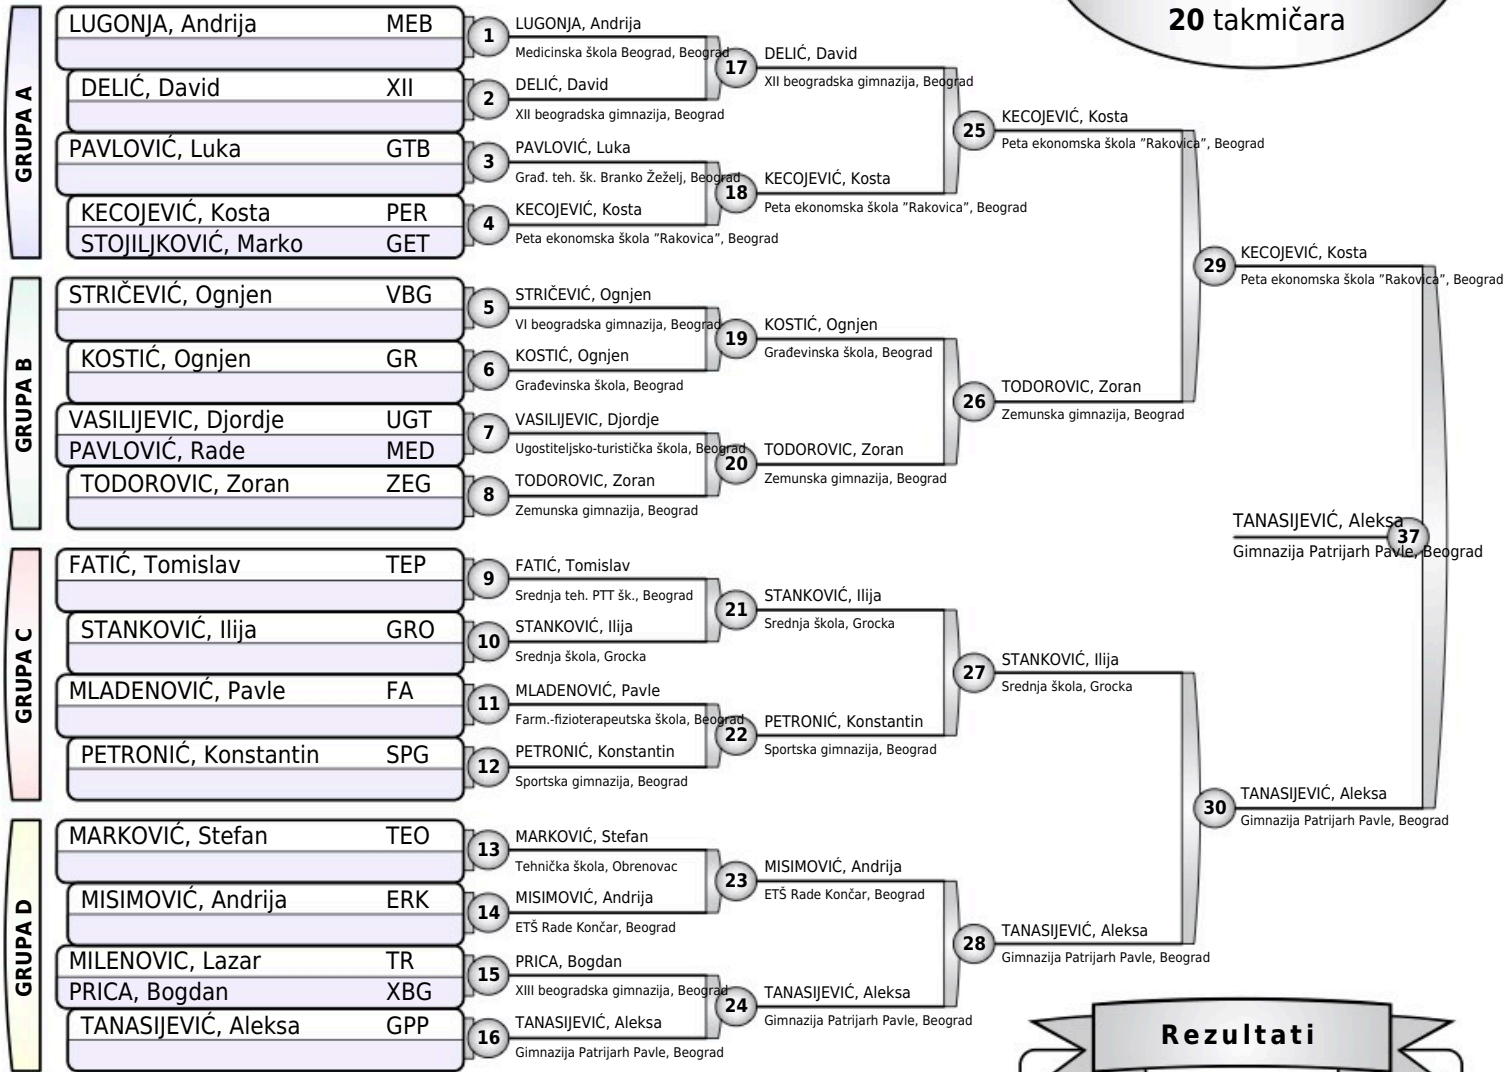 20 takmičara
GRUPA A
LUGONJA, Andrija MEB
DELIĆ, David XII
PAVLOVIĆ, Luka GTB
KECOJEVIĆ, Kosta PER
STOJILJKOVIĆ, Marko GET
1
LUGONJA, Andrija
Medicinska škola Beograd, Beograd
2
DELIĆ, David
XII beogradska gimnazija, Beograd
3
PAVLOVIĆ, Luka
Građ. teh. šk. Branko Žeželj, Beograd
4
KECOJEVIĆ, Kosta
Peta ekonomska škola ”Rakovica”, Beograd
17
DELIĆ, David
XII beogradska gimnazija, Beograd
18
KECOJEVIĆ, Kosta
Peta ekonomska škola ”Rakovica”, Beograd
25
KECOJEVIĆ, Kosta
Peta ekonomska škola ”Rakovica”, Beograd
GRUPA B
STRIČEVIĆ, Ognjen VBG
KOSTIĆ, Ognjen GR
VASILIJEVIC, Djordje UGT
PAVLOVIĆ, Rade MED
TODOROVIC, Zoran ZEG
5
STRIČEVIĆ, Ognjen
VI beogradska gimnazija, Beograd
6
KOSTIĆ, Ognjen
Građevinska škola, Beograd
7
VASILIJEVIC, Djordje
Ugostiteljsko-turistička škola, Beograd
8
TODOROVIC, Zoran
Zemunska gimnazija, Beograd
19
KOSTIĆ, Ognjen
Građevinska škola, Beograd
20
TODOROVIC, Zoran
Zemunska gimnazija, Beograd
26
TODOROVIC, Zoran
Zemunska gimnazija, Beograd
29
KECOJEVIĆ, Kosta
Peta ekonomska škola ”Rakovica”, Beograd
GRUPA C
FATIĆ, Tomislav TEP
STANKOVIĆ, Ilija GRO
MLADENOVIĆ, Pavle FA
PETRONIĆ, Konstantin SPG
9
FATIĆ, Tomislav
Srednja teh. PTT šk., Beograd
10
STANKOVIĆ, Ilija
Srednja škola, Grocka
11
MLADENOVIĆ, Pavle
Farm.-fizioterapeutska škola, Beograd
12
PETRONIĆ, Konstantin
Sportska gimnazija, Beograd
21
STANKOVIĆ, Ilija
Srednja škola, Grocka
22
PETRONIĆ, Konstantin
Sportska gimnazija, Beograd
27
STANKOVIĆ, Ilija
Srednja škola, Grocka
GRUPA D
MARKOVIĆ, Stefan TEO
MISIMOVIĆ, Andrija ERK
MILENOVIC, Lazar TR
PRICA, Bogdan XBG
TANASIJEVIĆ, Aleksa GPP
13
MARKOVIĆ, Stefan
Tehnička škola, Obrenovac
14
MISIMOVIĆ, Andrija
ETŠ Rade Končar, Beograd
15
PRICA, Bogdan
XIII beogradska gimnazija, Beograd
16
TANASIJEVIĆ, Aleksa
Gimnazija Patrijarh Pavle, Beograd
23
MISIMOVIĆ, Andrija
ETŠ Rade Končar, Beograd
24
TANASIJEVIĆ, Aleksa
Gimnazija Patrijarh Pavle, Beograd
28
TANASIJEVIĆ, Aleksa
Gimnazija Patrijarh Pavle, Beograd
30
TANASIJEVIĆ, Aleksa
Gimnazija Patrijarh Pavle, Beograd
37
TANASIJEVIĆ, Aleksa
Gimnazija Patrijarh Pavle, Beograd
Rezultati